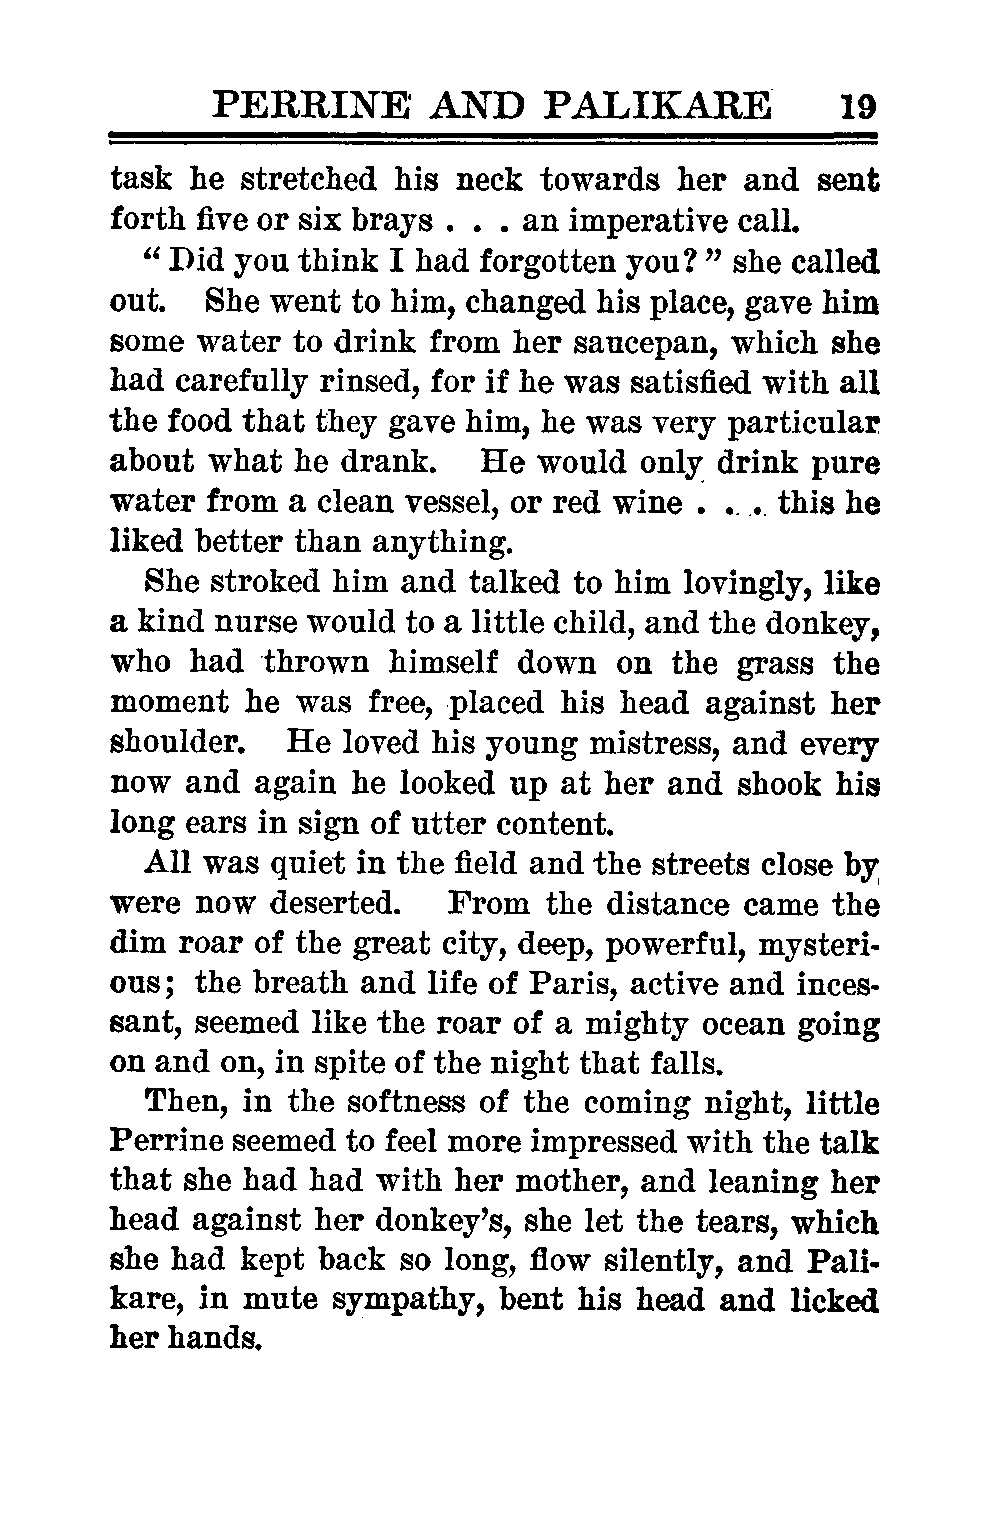 PERRINE AND PALIKARE 19
task he stretched his neck towards her and sent
forth five or six brays . . . an imperative call.
“ Did you think I had forgotten you? ” she called
out. She went to him, changed his place, gave him
some water to drink from her saucepan, which she
had carefully rinsed, for if he was satisfied with all
the food that they gave him, he was very particular
about what he drank. He would only drink pure
water from a clean vessel, or red wine . . . this he
liked better than anything.
She stroked him and talked to him lovingly, like
a kind nurse would to a little child, and the donkey,
who had thrown himself down on the grass the
moment he was free, placed his head against her
shoulder. He loved his young mistress, and every
now and again he looked up at her and shook his
long ears in sign of utter content.
All was quiet in the field and the streets close by
were now deserted. From the distance came the
dim roar of the great city, deep, powerful, mysteri-
ous; the breath and life of Paris, active and inces-
sant, seemed like the roar of a mighty ocean going
on and on, in spite of the night that falls.
Then, in the softness of the coming night, little
Perrine seemed to feel more impressed with the talk
that she had had with her mother, and leaning her
head against her donkey’s, she let the tears, which
she had kept back so long, flow silently, and Pali-
kare, in mute sympathy, bent his head and licked
her hands.